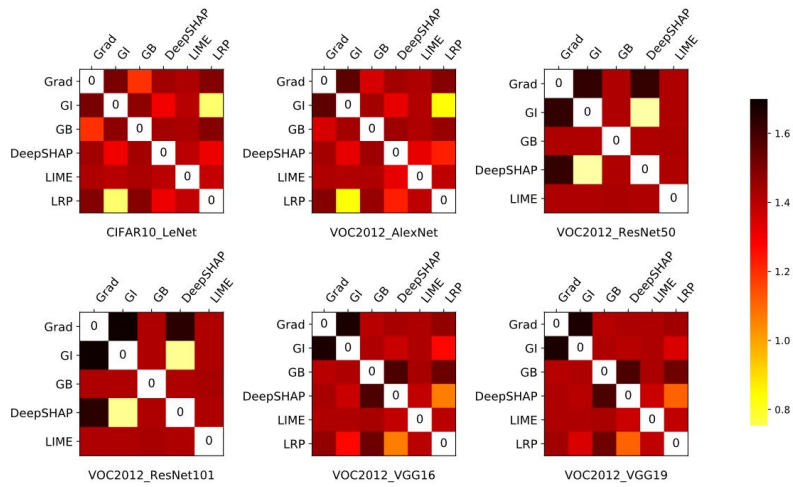 Grad GI GB DeepSHAP LIME LRP
Grad 0
GI 0
GB 0
DeepSHAP 0
LIME 0
LRP 0
CIFAR10_LeNet
Grad GI GB DeepSHAP LIME LRP
Grad 0
GI 0
GB 0
DeepSHAP 0
LIME 0
LRP 0
VOC2012_AlexNet
Grad GI GB DeepSHAP LIME
Grad 0
GI 0
GB 0
DeepSHAP 0
LIME 0
VOC2012_ResNet50
Grad GI GB DeepSHAP LIME
Grad 0
GI 0
GB 0
DeepSHAP 0
LIME 0
VOC2012_ResNet101
Grad GI GB DeepSHAP LIME LRP
Grad 0
GI 0
GB 0
DeepSHAP 0
LIME 0
LRP 0
VOC2012_VGG16
Grad GI GB DeepSHAP LIME LRP
Grad 0
GI 0
GB 0
DeepSHAP 0
LIME 0
LRP 0
VOC2012_VGG19
1.6
1.4
1.2
1.0
0.8